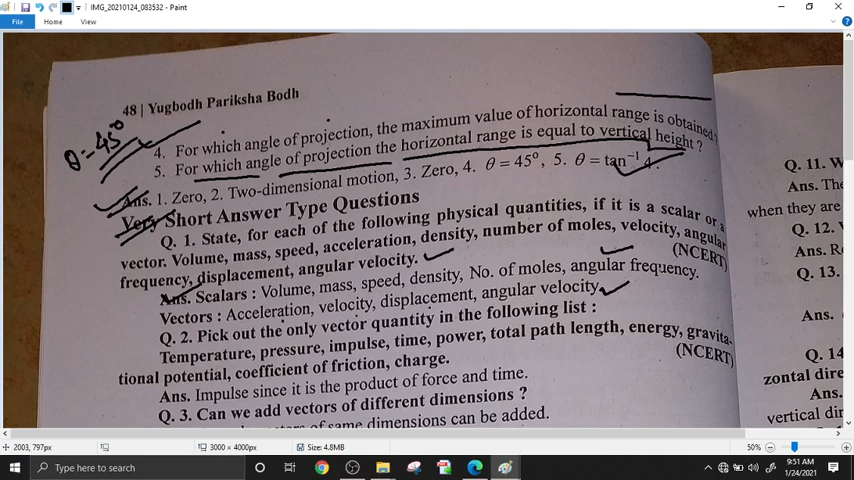 IMG_20210124_083532 - Paint
File Home View
48 | Yugbodh Pariksha Bodh
θ = 45°
4. For which angle of projection, the maximum value of horizontal range is obtained ?
5. For which angle of projection the horizontal range is equal to vertical height ?
Ans. 1. Zero, 2. Two-dimensional motion, 3. Zero, 4. θ = 45°, 5. θ = tan⁻¹ 4.
Very Short Answer Type Questions
Q. 1. State, for each of the following physical quantities, if it is a scalar or a
vector. Volume, mass, speed, acceleration, density, number of moles, velocity, angular
frequency, displacement, angular velocity. (NCERT)
Ans. Scalars : Volume, mass, speed, density, No. of moles, angular frequency.
Vectors : Acceleration, velocity, displacement, angular velocity.
Q. 2. Pick out the only vector quantity in the following list :
Temperature, pressure, impulse, time, power, total path length, energy, gravita-
tional potential, coefficient of friction, charge. (NCERT)
Ans. Impulse since it is the product of force and time.
Q. 3. Can we add vectors of different dimensions ?
of same dimensions can be added.
Q. 11.
Ans. The
when they are
Q. 12.
Ans. R
Q. 13.
Ans.
Q. 14
zontal dire
Ans.
vertical dir
2003, 797px 3000 × 4000px Size: 4.8MB 50%
Type here to search
9:51 AM
1/24/2021